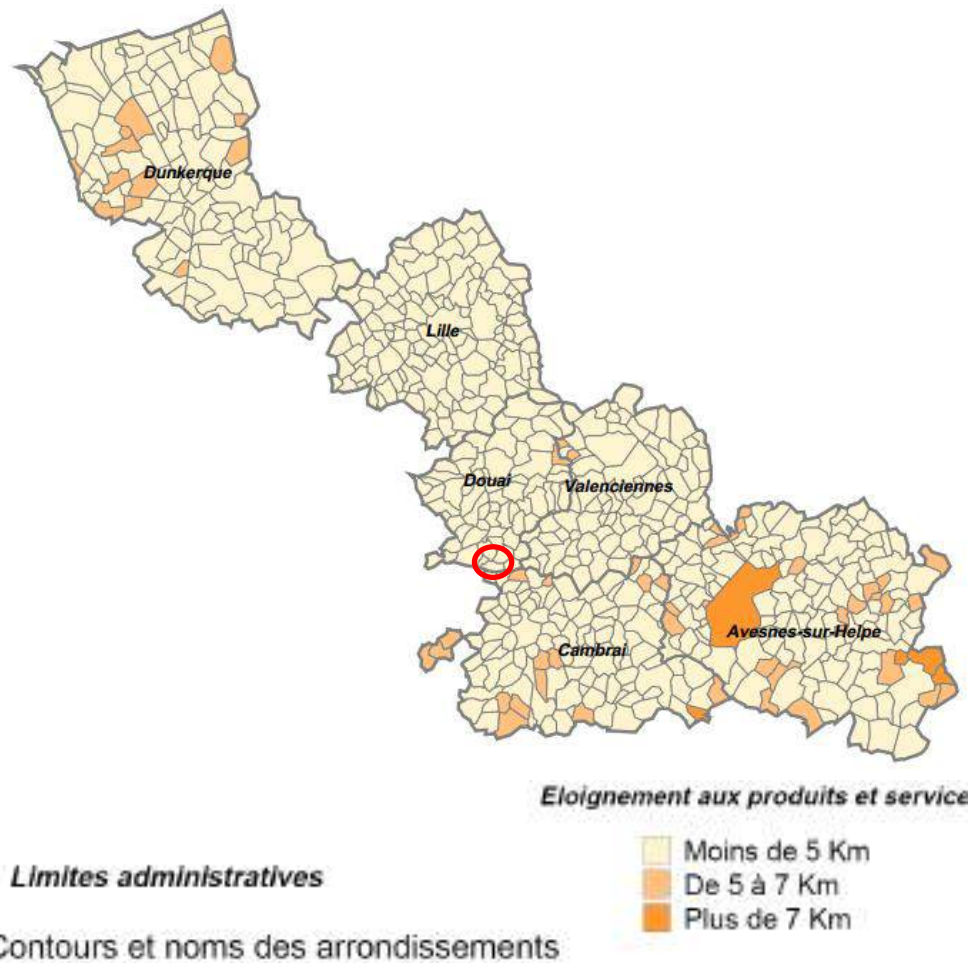 Dunkerque
Lille
Douai
Valenciennes
Avesnes-sur-Helpe
Cambrai
Eloignement aux produits et service
Moins de 5 Km
De 5 à 7 Km
Plus de 7 Km
Limites administratives
Contours et noms des arrondissements